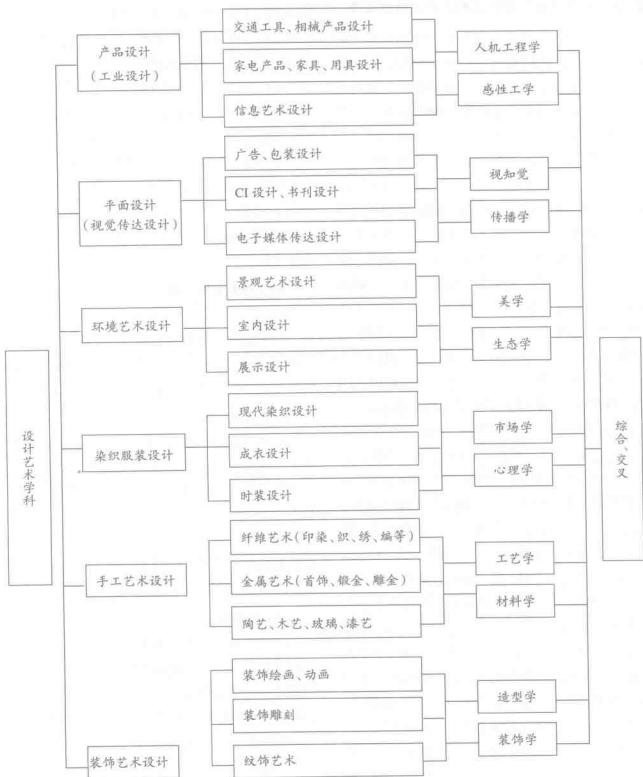 设计艺术学科
产品设计
(工业设计)
交通工具、相械产品设计
家电产品、家具、用具设计
信息艺术设计
人机工程学
感性工学
平面设计
(视觉传达设计)
广告、包装设计
CI设计、书刊设计
电子媒体传达设计
视知觉
传播学
环境艺术设计
景观艺术设计
室内设计
展示设计
美学
生态学
染织服装设计
现代染织设计
成衣设计
时装设计
市场学
心理学
手工艺术设计
纤维艺术(印染、织、绣、编等)
金属艺术(首饰、锻金、雕金)
陶艺、木艺、玻璃、漆艺
工艺学
材料学
装饰艺术设计
装饰绘画、动画
装饰雕刻
纹饰艺术
造型学
装饰学
综合、交叉